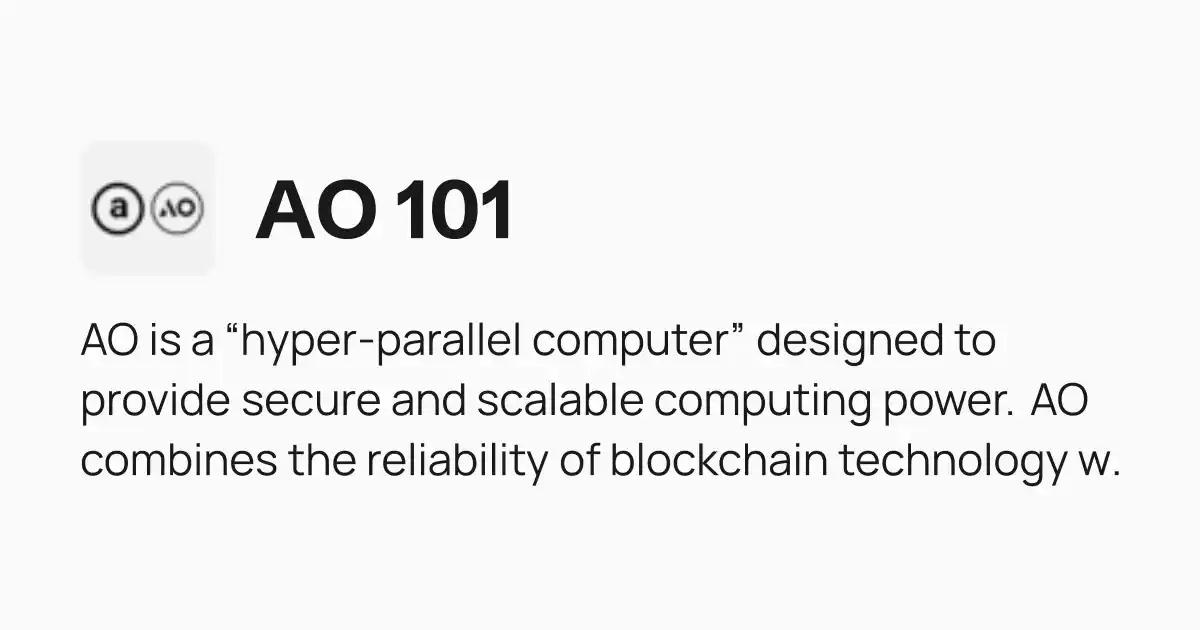 a AO AO 101
AO is a “hyper-parallel computer” designed to
provide secure and scalable computing power. AO
combines the reliability of blockchain technology w.